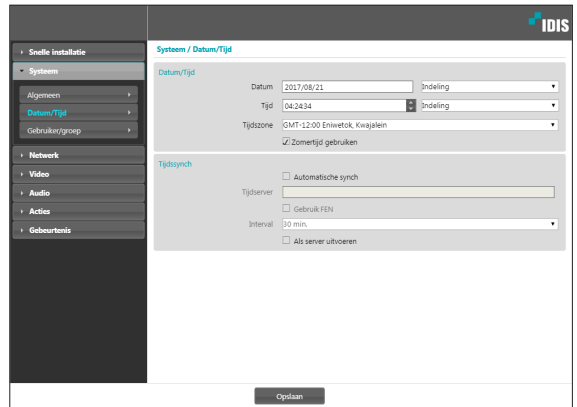 IDIS
Snelle installatie
Systeem
Algemeen
Datum/Tijd
Gebruiker/groep
Netwerk
Video
Audio
Acties
Gebeurtenis
Systeem / Datum/Tijd
Datum/Tijd
Datum 2017/08/21 Indeling
Tijd 04:24:34 Indeling
Tijdszone GMT-12:00 Eniwetok, Kwajalein
Zomertijd gebruiken
Tijdssynch
Automatische synch
Tijdserver
Gebruik FEN
Interval 30 min.
Als server uitvoeren
Opslaan